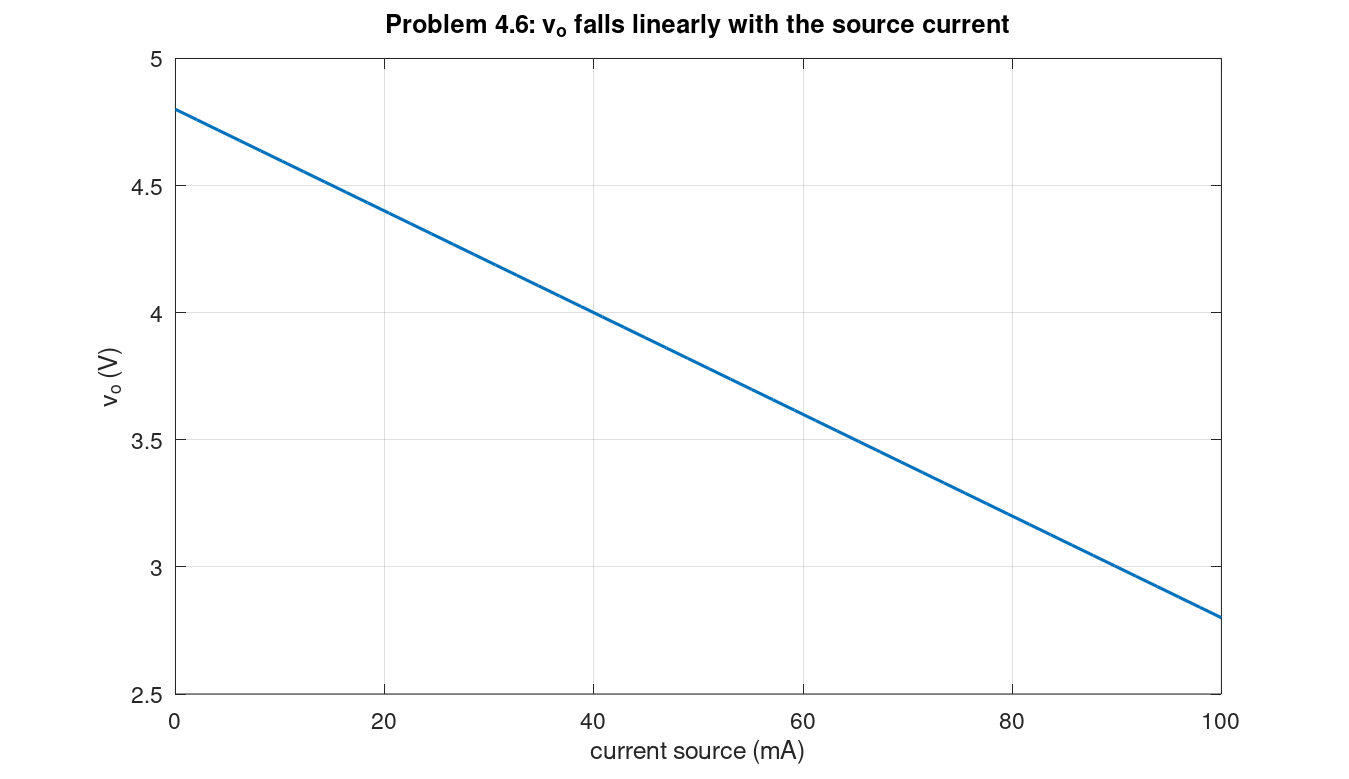 Problem 4.6: vₒ falls linearly with the source current
5
4.5
4
3.5
3
2.5
vₒ (V)
0 20 40 60 80 100
current source (mA)